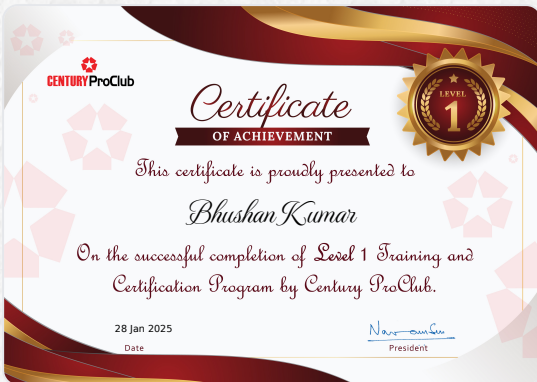 CENTURY ProClub
LEVEL
1
Certificate
OF ACHIEVEMENT
This certificate is proudly presented to
Bhushan Kumar
On the successful completion of Level 1 Training and
Certification Program by Century ProClub.
28 Jan 2025
Date
President